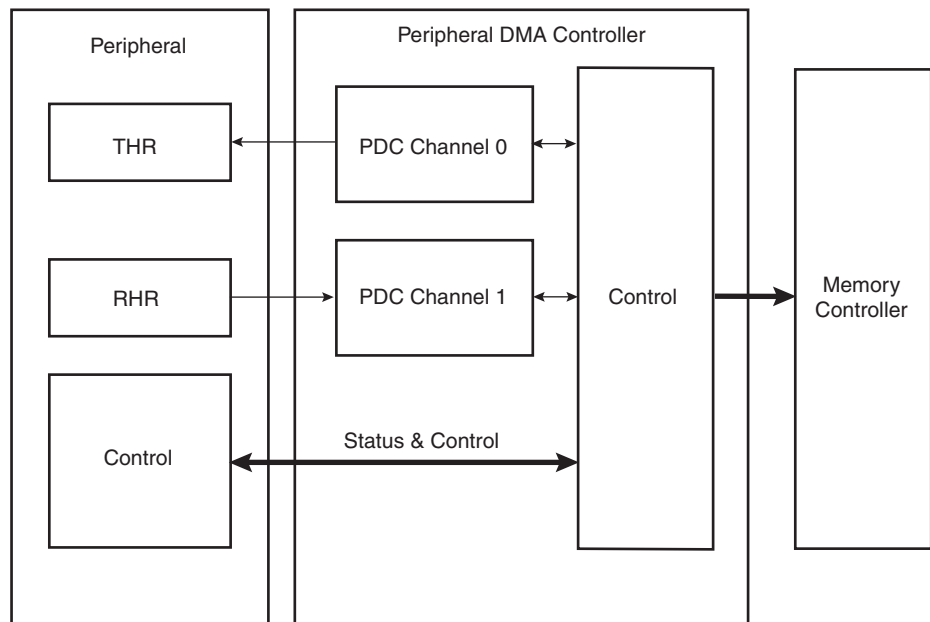 Peripheral
Peripheral DMA Controller
THR
PDC Channel 0
RHR
PDC Channel 1
Control
Memory
Controller
Control
Status & Control